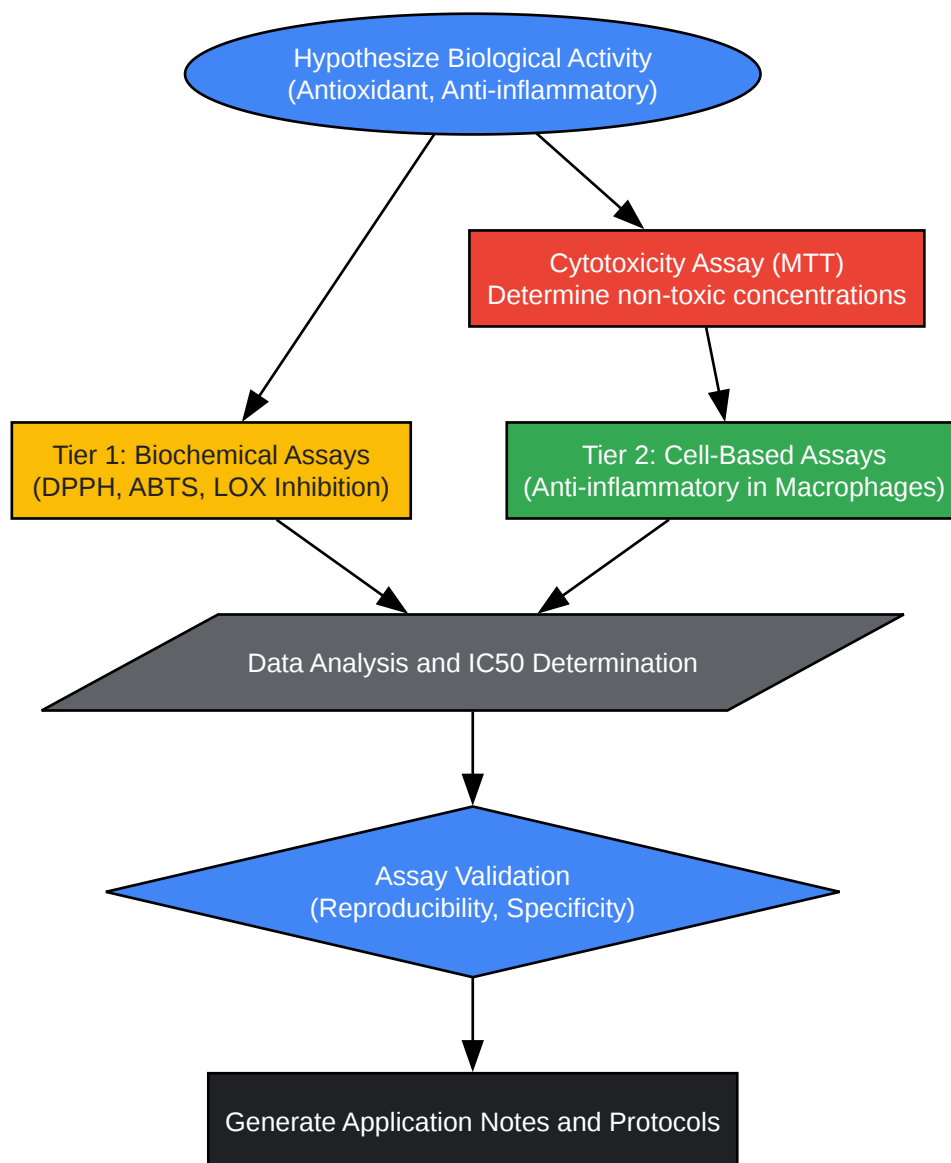 Hypothesize Biological Activity
(Antioxidant, Anti-inflammatory)
Cytotoxicity Assay (MTT)
Determine non-toxic concentrations
Tier 1: Biochemical Assays
(DPPH, ABTS, LOX Inhibition)
Tier 2: Cell-Based Assays
(Anti-inflammatory in Macrophages)
Data Analysis and IC50 Determination
Assay Validation
(Reproducibility, Specificity)
Generate Application Notes and Protocols